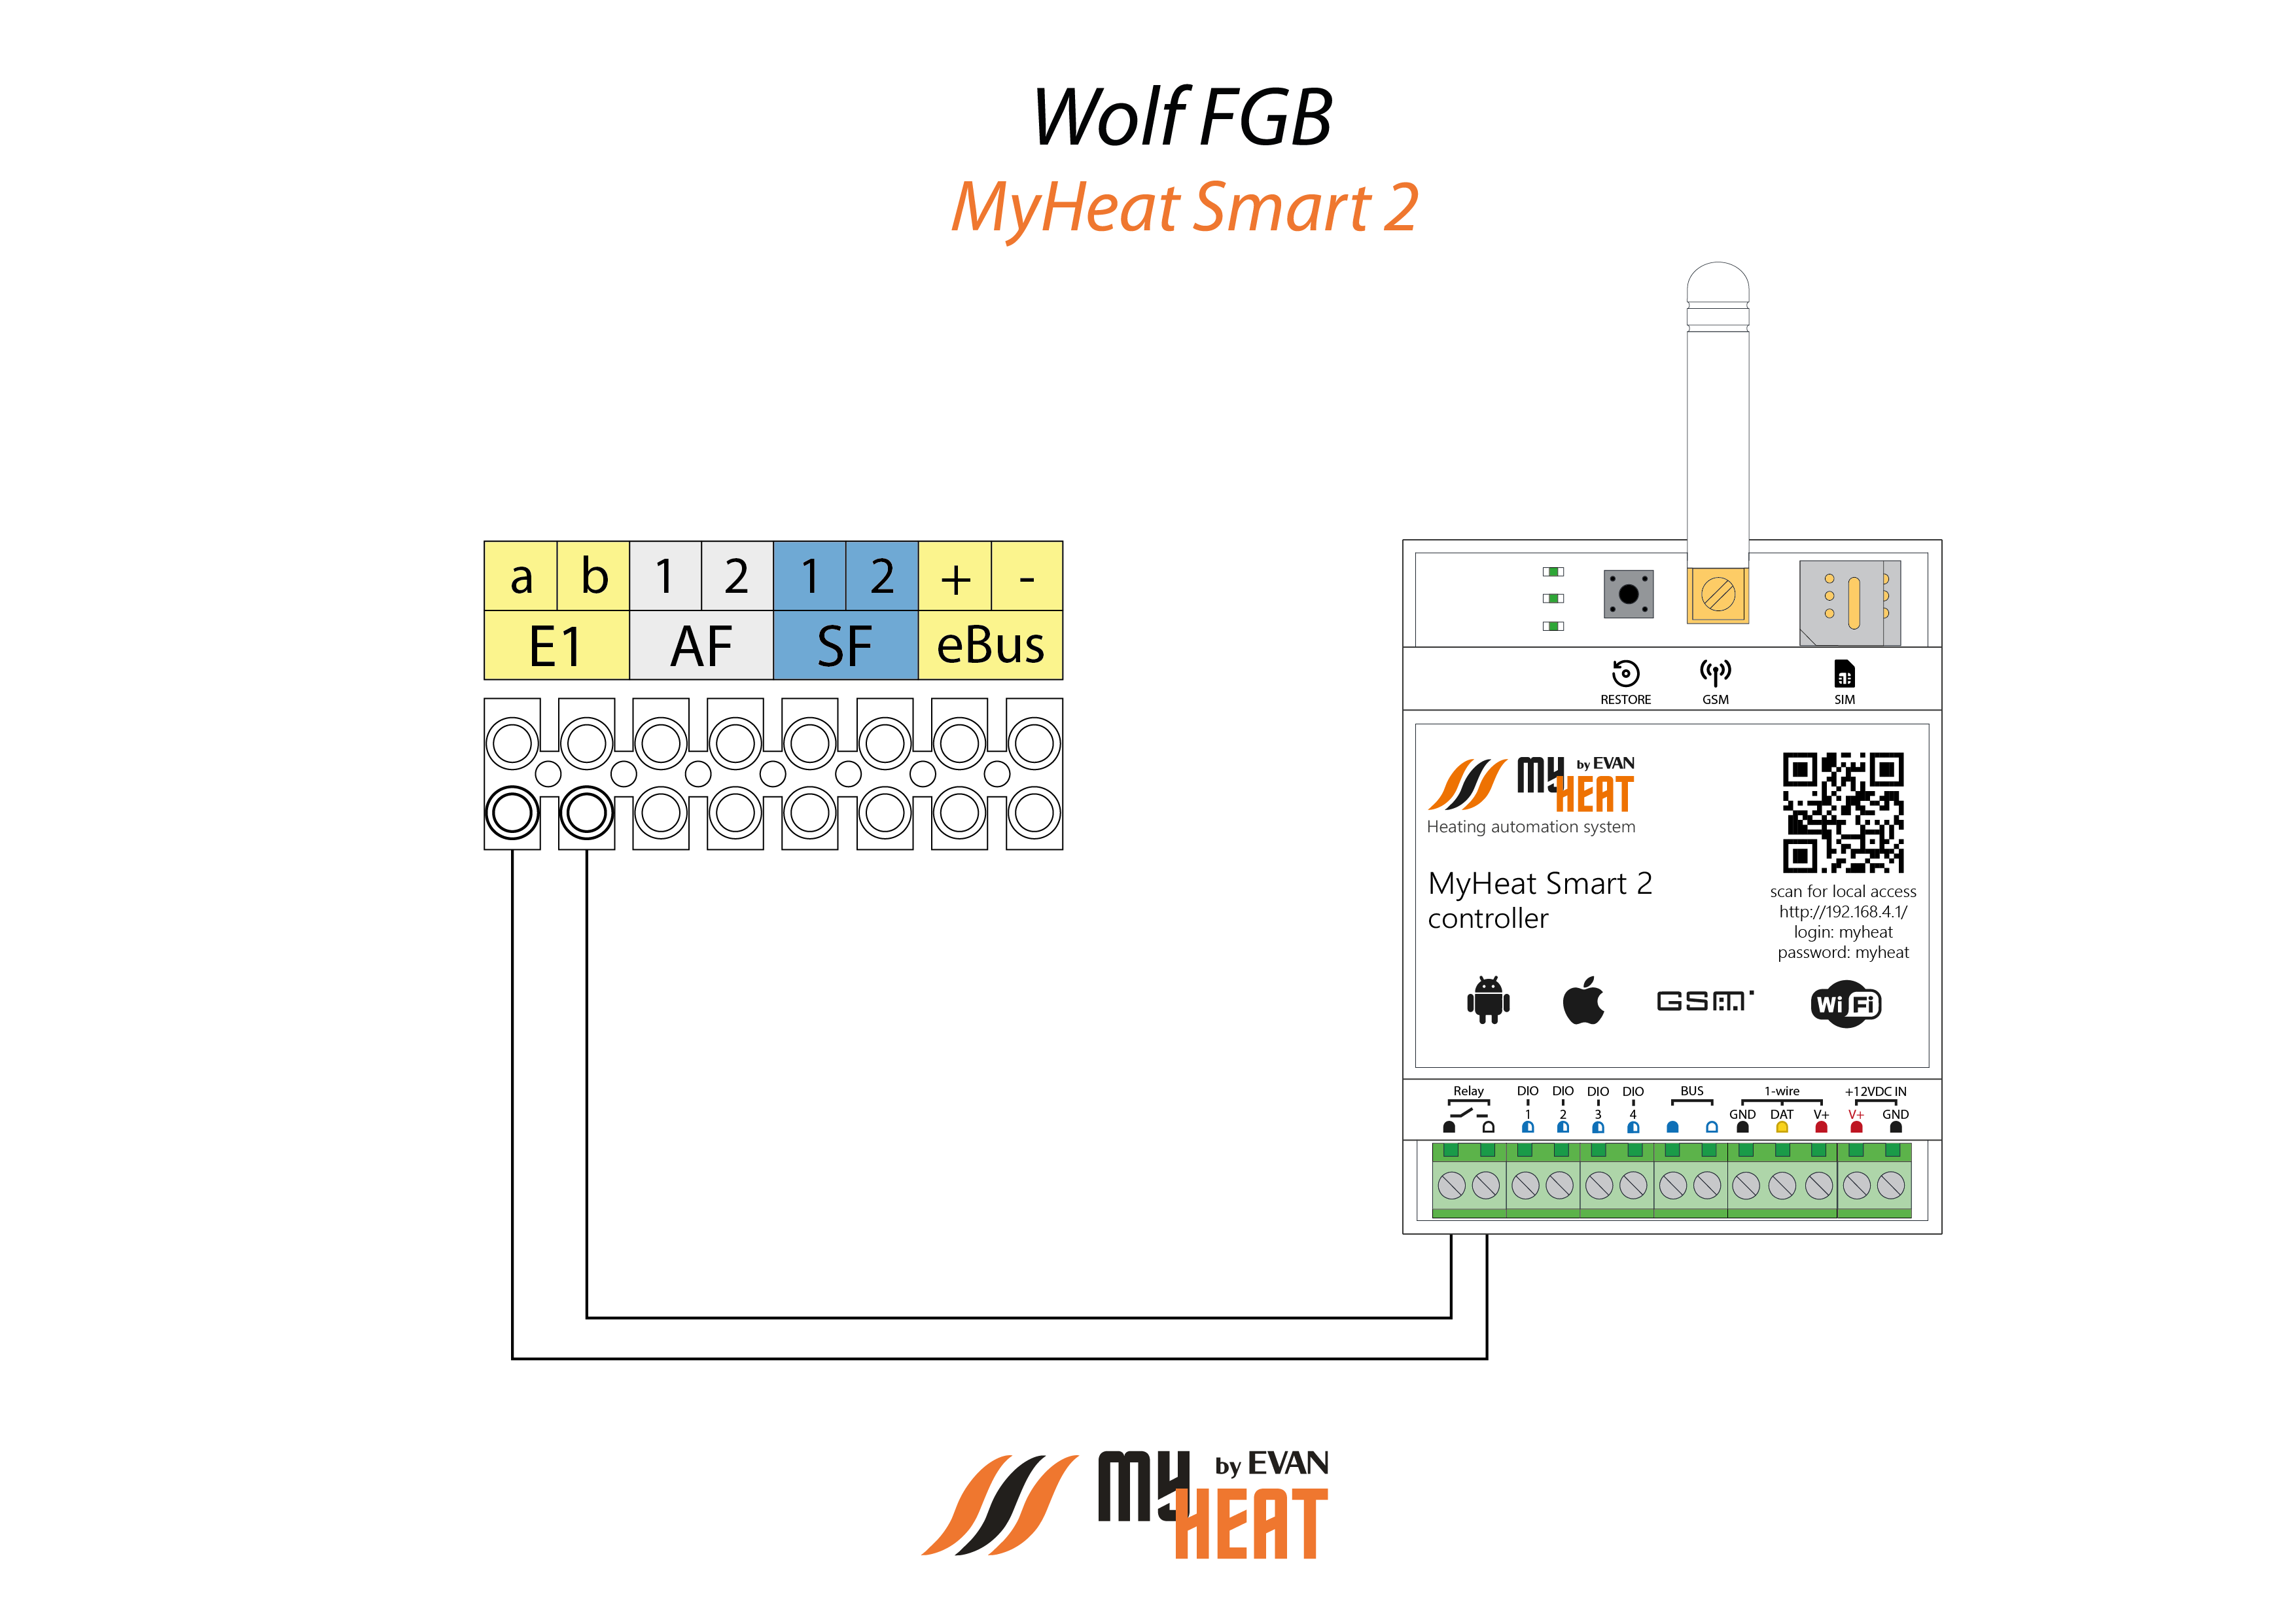 Wolf FGB
MyHeat Smart 2
a b 1 2 1 2 + -
E1 AF SF eBus
RESTORE GSM SIM
MY by EVAN
HEAT
Heating automation system
MyHeat Smart 2
controller
scan for local access
http://192.168.4.1/
login: myheat
password: myheat
GSM
WiFi
Relay DIO DIO DIO DIO BUS 1-wire +12VDC IN
1 2 3 4 GND DAT V+ V+ GND
MY by EVAN
HEAT